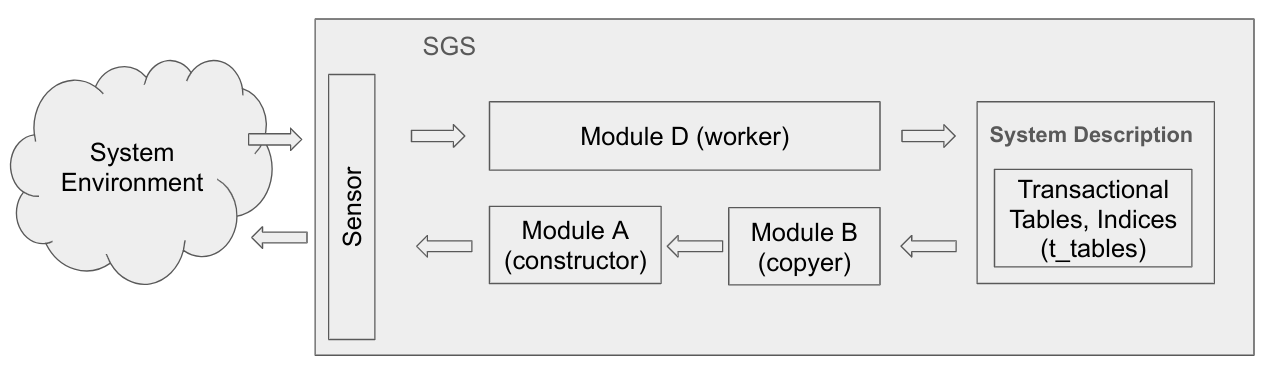 SGS
System
Environment
Sensor
Module D (worker)
System Description
Transactional
Tables, Indices
(t_tables)
Module A
(constructor)
Module B
(copyer)